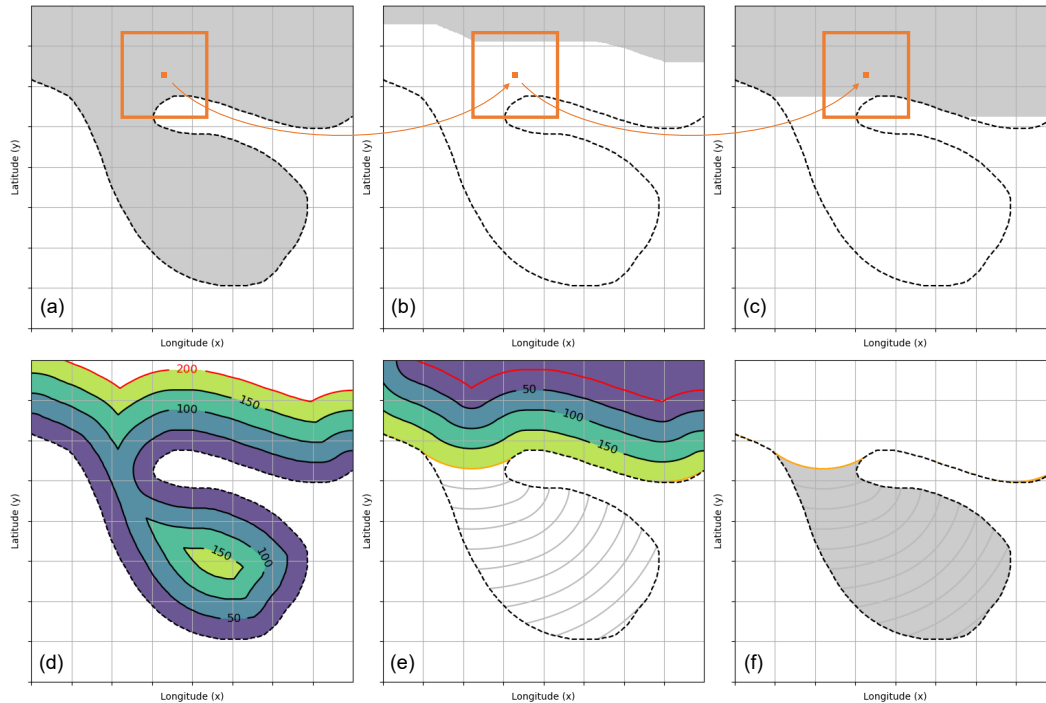 Latitude (y)
(a)
Longitude (x)
Latitude (y)
(b)
Longitude (x)
Latitude (y)
(c)
Longitude (x)
200
150
100
150
100
50
Latitude (y)
(d)
Longitude (x)
50
100
150
Latitude (y)
(e)
Longitude (x)
Latitude (y)
(f)
Longitude (x)